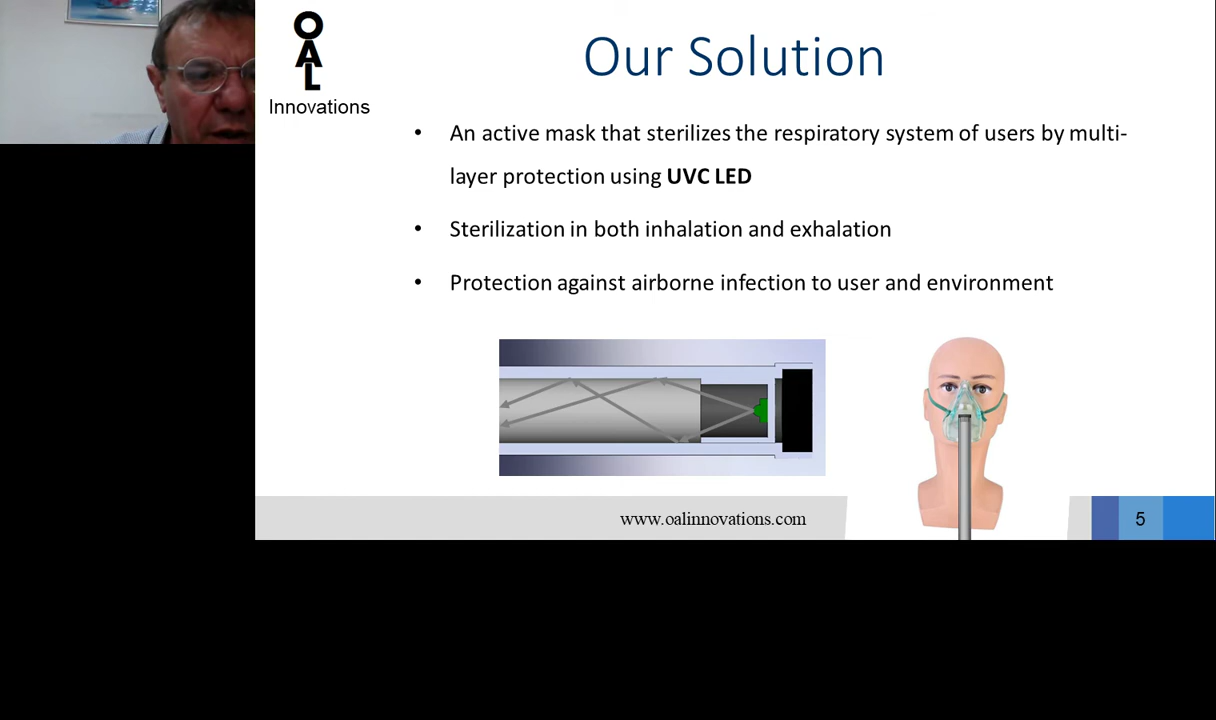 OAL
Innovations
Our Solution
• An active mask that sterilizes the respiratory system of users by multi-
layer protection using UVC LED
• Sterilization in both inhalation and exhalation
• Protection against airborne infection to user and environment
www.oalinnovations.com
5